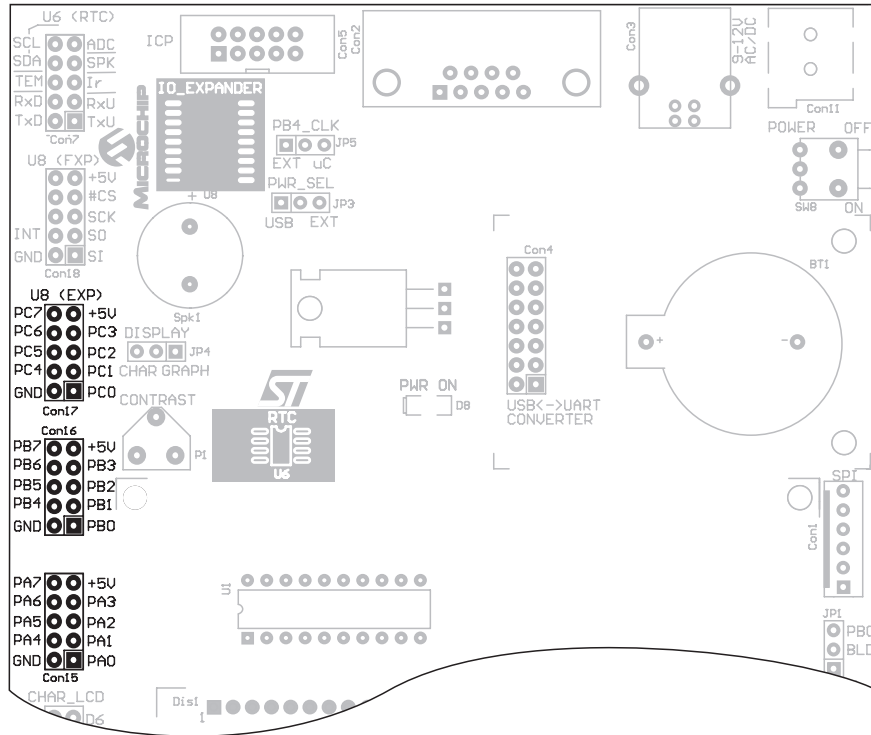 U6 (RTC)
SCL ADC
SDA SPK
TEM Ir
RxD RxU
TxD TxU
Con7
ICP
Con5
Con2
Con3
9-12V
AC/DC
Con11
POWER OFF
SW8 ON
MICROCHIP
IO_EXPANDER
+ U8
PB4_CLK
JP5
EXT uC
PWR_SEL
JP3
USB EXT
U8 (FXP)
+5V
#CS
SCK
INT SO
GND SI
Con18
Spk1
Con4
BT1
+ -
U8 (EXP)
PC7 +5V
PC6 PC3
PC5 PC2
PC4 PC1
GND PC0
Con17
DISPLAY
JP4
CHAR GRAPH
CONTRAST
P1
ST
RTC
U6
PWR ON
D8
USB<->UART
CONVERTER
Con16
PB7 +5V
PB6 PB3
PB5 PB2
PB4 PB1
GND PB0
SPI
Con1
PA7 +5V
PA6 PA3
PA5 PA2
PA4 PA1
GND PA0
Con15
U1
JP1
PB0
BLD
CHAR_LCD
D6
Dis1
1